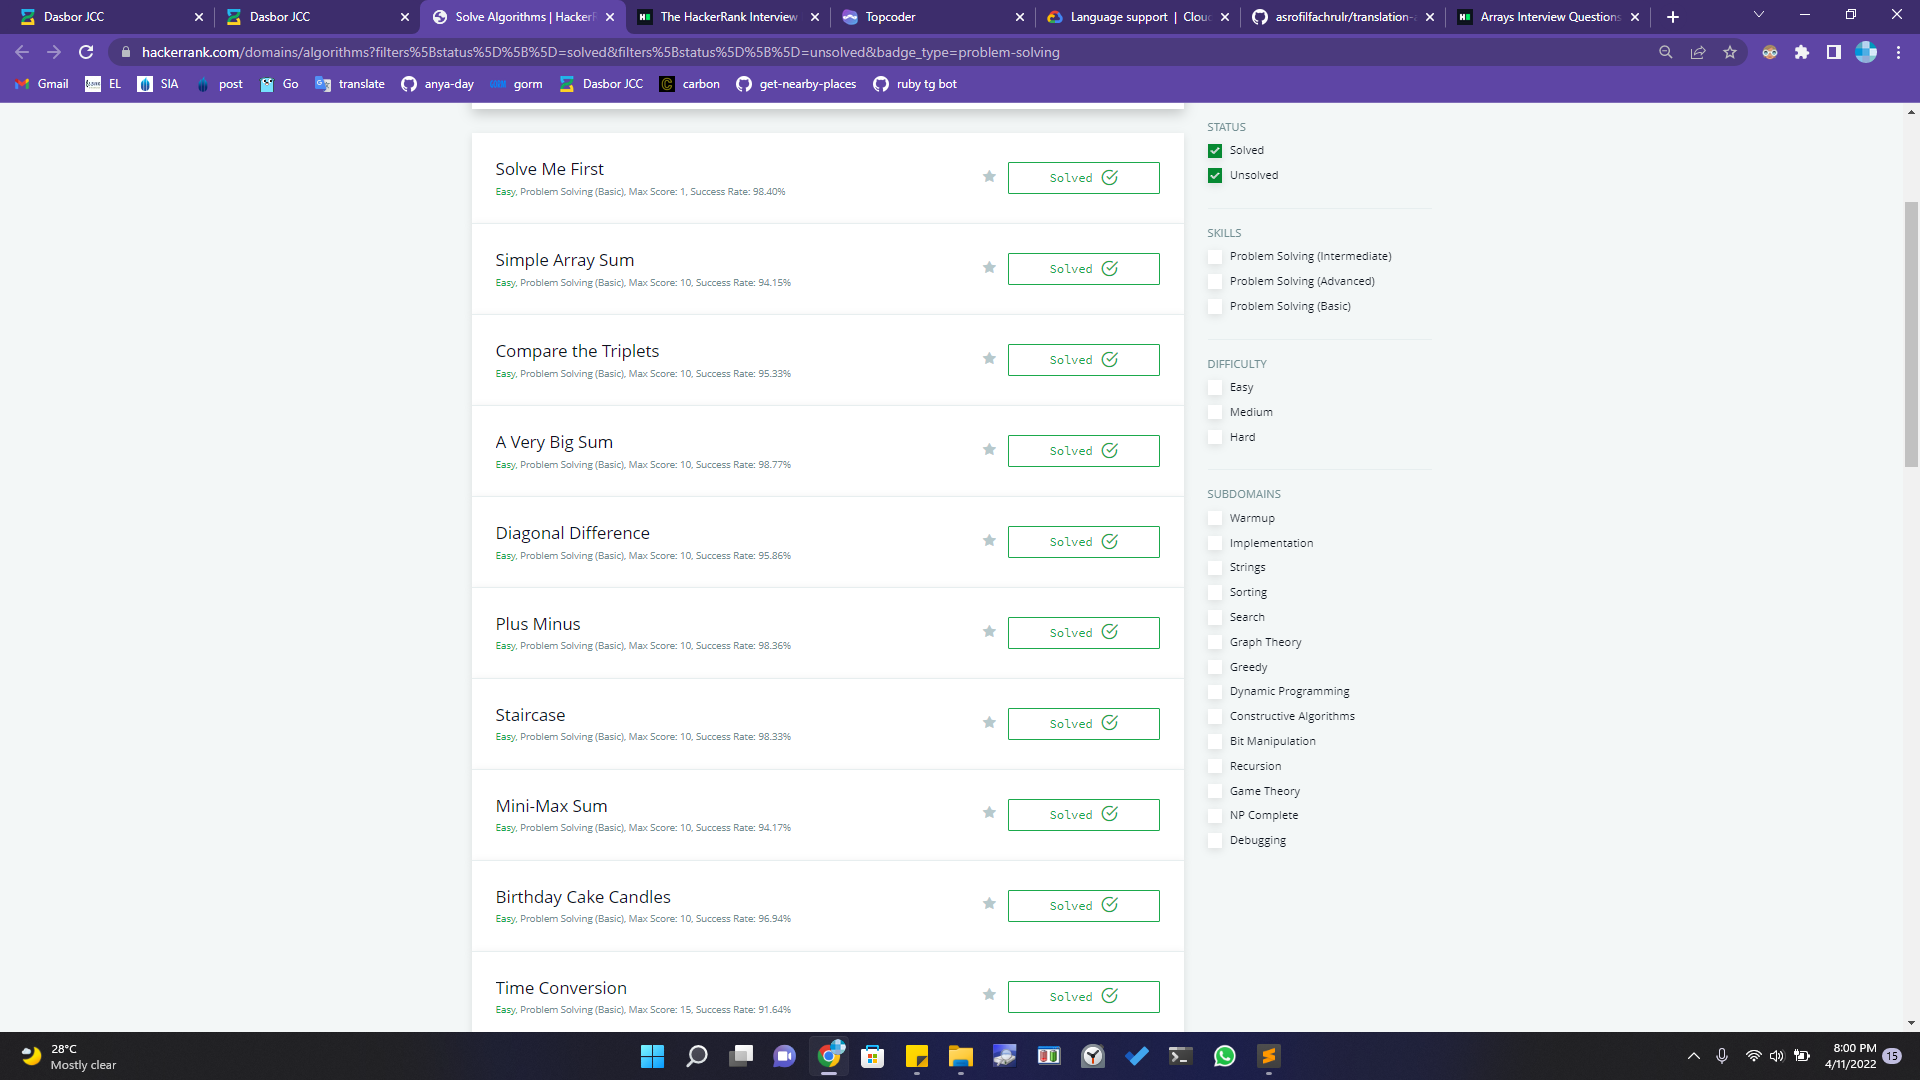 Dasbor JCC
Dasbor JCC
Solve Algorithms | HackerR
The HackerRank Interview
Topcoder
Language support | Clou
asrofilfachrulr/translation-a
Arrays Interview Questions
hackerrank.com/domains/algorithms?filters%5Bstatus%5D%5B%5D=solved&filters%5Bstatus%5D%5B%5D=unsolved&badge_type=problem-solving
Gmail
EL
SIA
post
Go
translate
anya-day
gorm
Dasbor JCC
carbon
get-nearby-places
ruby tg bot
Solve Me First
Easy, Problem Solving (Basic), Max Score: 1, Success Rate: 98.40%
Solved
Simple Array Sum
Easy, Problem Solving (Basic), Max Score: 10, Success Rate: 94.15%
Solved
Compare the Triplets
Easy, Problem Solving (Basic), Max Score: 10, Success Rate: 95.33%
Solved
A Very Big Sum
Easy, Problem Solving (Basic), Max Score: 10, Success Rate: 98.77%
Solved
Diagonal Difference
Easy, Problem Solving (Basic), Max Score: 10, Success Rate: 95.86%
Solved
Plus Minus
Easy, Problem Solving (Basic), Max Score: 10, Success Rate: 98.36%
Solved
Staircase
Easy, Problem Solving (Basic), Max Score: 10, Success Rate: 98.33%
Solved
Mini-Max Sum
Easy, Problem Solving (Basic), Max Score: 10, Success Rate: 94.17%
Solved
Birthday Cake Candles
Easy, Problem Solving (Basic), Max Score: 10, Success Rate: 96.94%
Solved
Time Conversion
Easy, Problem Solving (Basic), Max Score: 15, Success Rate: 91.64%
Solved
STATUS
Solved
Unsolved
SKILLS
Problem Solving (Intermediate)
Problem Solving (Advanced)
Problem Solving (Basic)
DIFFICULTY
Easy
Medium
Hard
SUBDOMAINS
Warmup
Implementation
Strings
Sorting
Search
Graph Theory
Greedy
Dynamic Programming
Constructive Algorithms
Bit Manipulation
Recursion
Game Theory
NP Complete
Debugging
28°C
Mostly clear
8:00 PM
4/11/2022
15